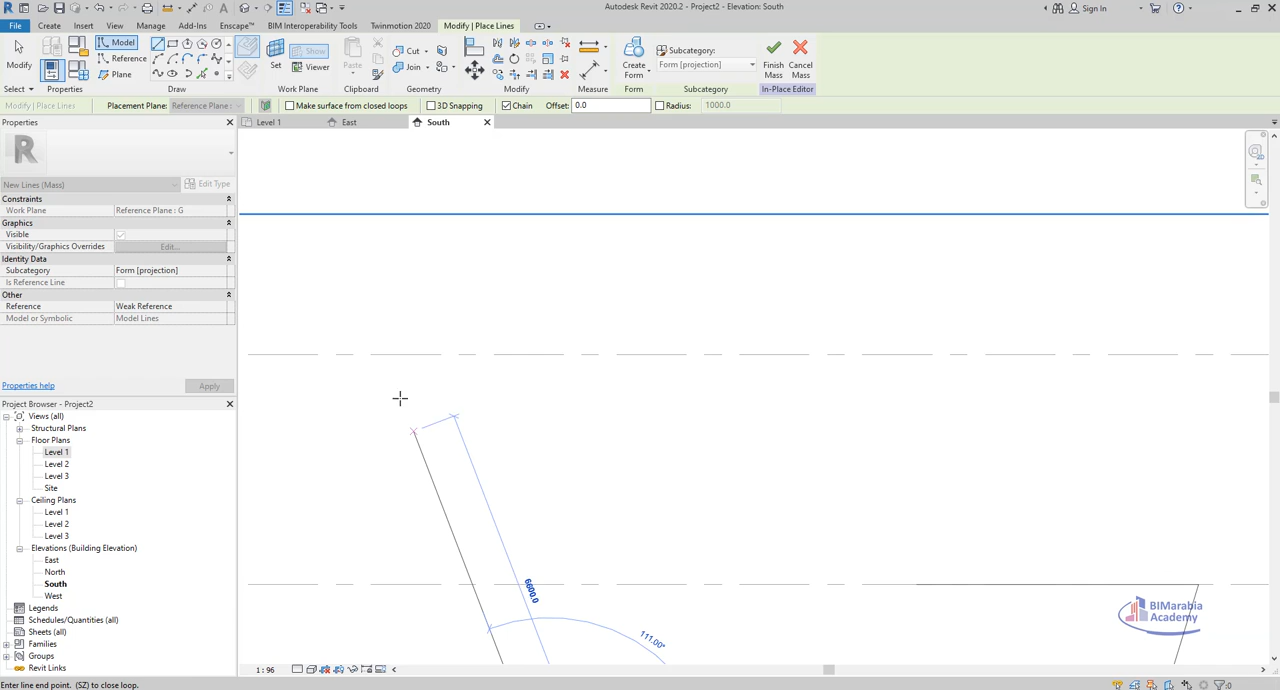 Autodesk Revit 2020.2 - Project2 - Elevation: South
Sign In
File Create Insert View Manage Add-Ins Enscape™ BIM Interoperability Tools Twinmotion 2020 Modify | Place Lines
Modify
Model
Reference
Plane
Set
Show
Viewer
Paste
Cut
Join
Create Form
Subcategory:
Form [projection]
Finish Mass
Cancel Mass
Select Properties Draw Work Plane Clipboard Geometry Modify Measure Form Subcategory In-Place Editor
Modify | Place Lines Placement Plane: Reference Plane : Make surface from closed loops 3D Snapping Chain Offset: 0.0 Radius: 1000.0
Properties
Level 1 East South
New Lines (Mass) Edit Type
Constraints
Work Plane Reference Plane : G
Graphics
Visible
Visibility/Graphics Overrides Edit...
Identity Data
Subcategory Form [projection]
Is Reference Line
Other
Reference Weak Reference
Model or Symbolic Model Lines
Properties help Apply
Project Browser - Project2
Views (all)
Structural Plans
Floor Plans
Level 1
Level 2
Level 3
Site
Ceiling Plans
Level 1
Level 2
Level 3
Elevations (Building Elevation)
East
North
South
West
Legends
Schedules/Quantities (all)
Sheets (all)
Families
Groups
Revit Links
6600.0
111.00°
BIMarabia
Academy
1 : 96
Enter line end point. (SZ) to close loop.
:0